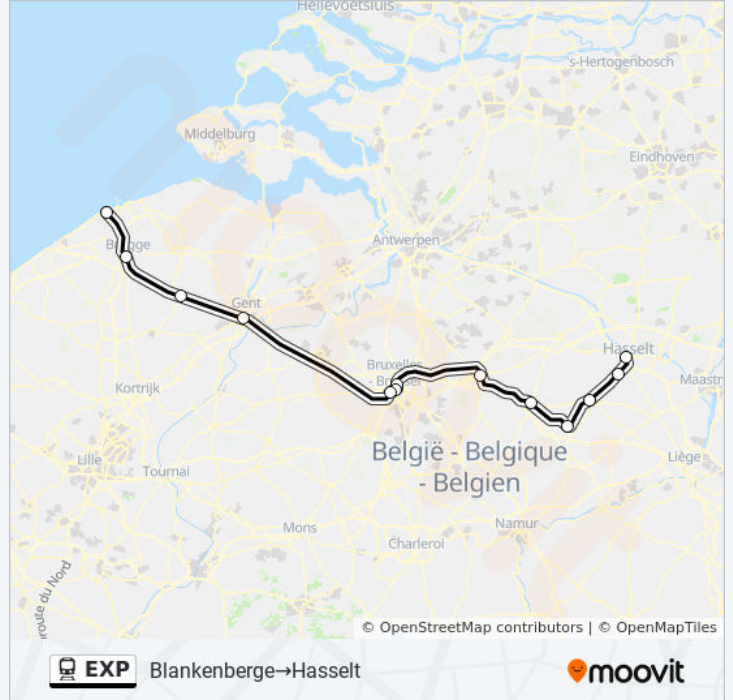 Hellevoetsluis
's-Hertogenbosch
Middelburg
Eindhoven
Antwerpen
Brugge
Gent
Hasselt
Bruxelles
- Brussel
Maastr
Kortrijk
België - Belgique
- Belgien
Lille
Tournai
Liège
Mons
Namur
Charleroi
route du Nord
© OpenStreetMap contributors | © OpenMapTiles
EXP Blankenberge→Hasselt
moovit